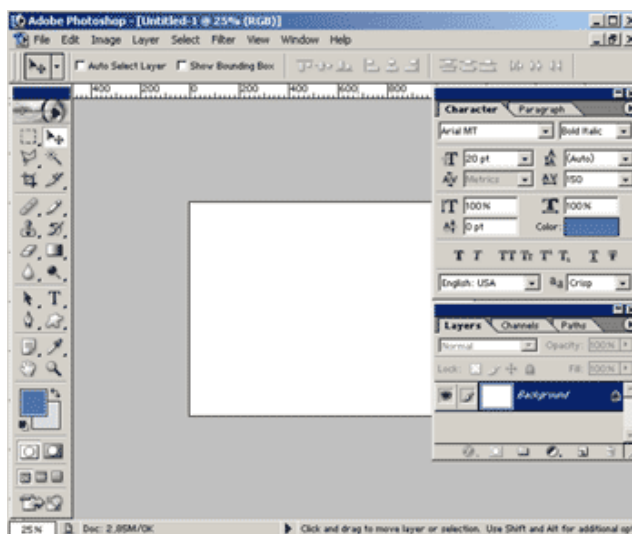 Adobe Photoshop - [Untitled-1 @ 25% (RGB)]
File Edit Image Layer Select Filter View Window Help
Auto Select Layer Show Bounding Box
400 200 0 200 400 600 800
Character Paragraph
Arial MT Bold Italic
20 pt (Auto)
Metrics 150
100% 100%
0 pt Color:
T T TT Tr T' T, T T
English: USA aa Crisp
Layers Channels Paths
Normal Opacity: 100%
Lock: Fill: 100%
Background
25% Doc: 2.85M/0K Click and drag to move layer or selection. Use Shift and Alt for additional opt